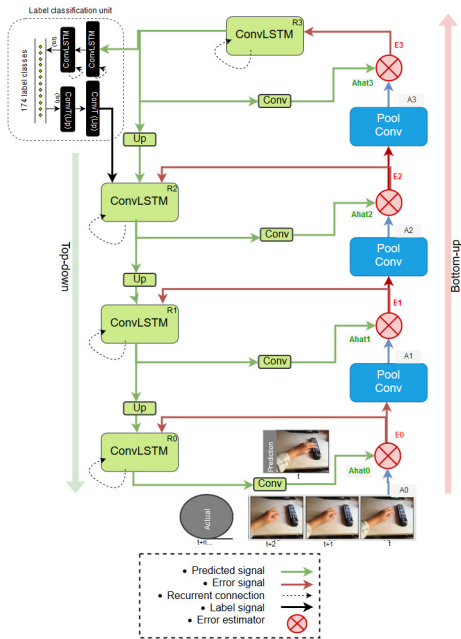 Label classification unit
174 label classes
(10)
ConvLSTM
ConvLSTM
ConvT(Up)
ConvT (Up)
R3
ConvLSTM
E3
Ahat3
Conv
A3
Pool
Conv
Up
R2
ConvLSTM
E2
Ahat2
Conv
A2
Pool
Conv
Up
R1
ConvLSTM
E1
Ahat1
Conv
A1
Pool
Conv
Up
R0
ConvLSTM
E0
Prediction
t
Ahat0
Conv
A0
Actual
t+n...
t+2
t+1
t
Top-down
Bottom-up
• Predicted signal
• Error signal
• Recurrent connection
• Label signal
• Error estimator